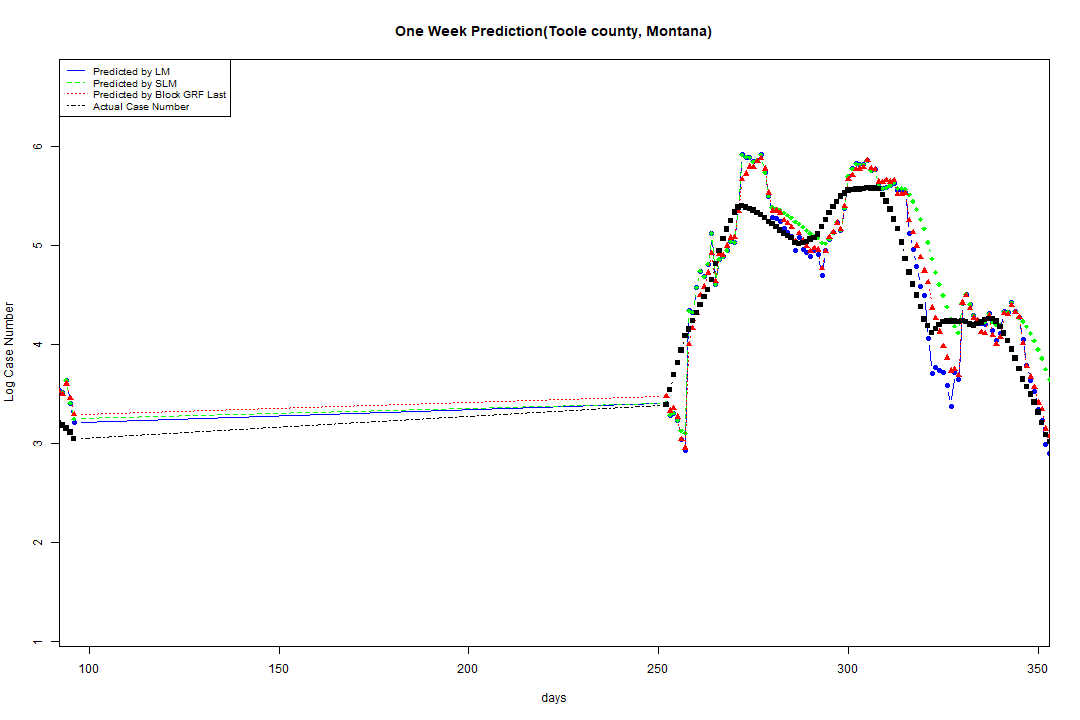 One Week Prediction(Toole county, Montana)
Predicted by LM
Predicted by SLM
Predicted by Block GRF Last
Actual Case Number
6
5
4
3
2
1
Log Case Number
100 150 200 250 300 350
days